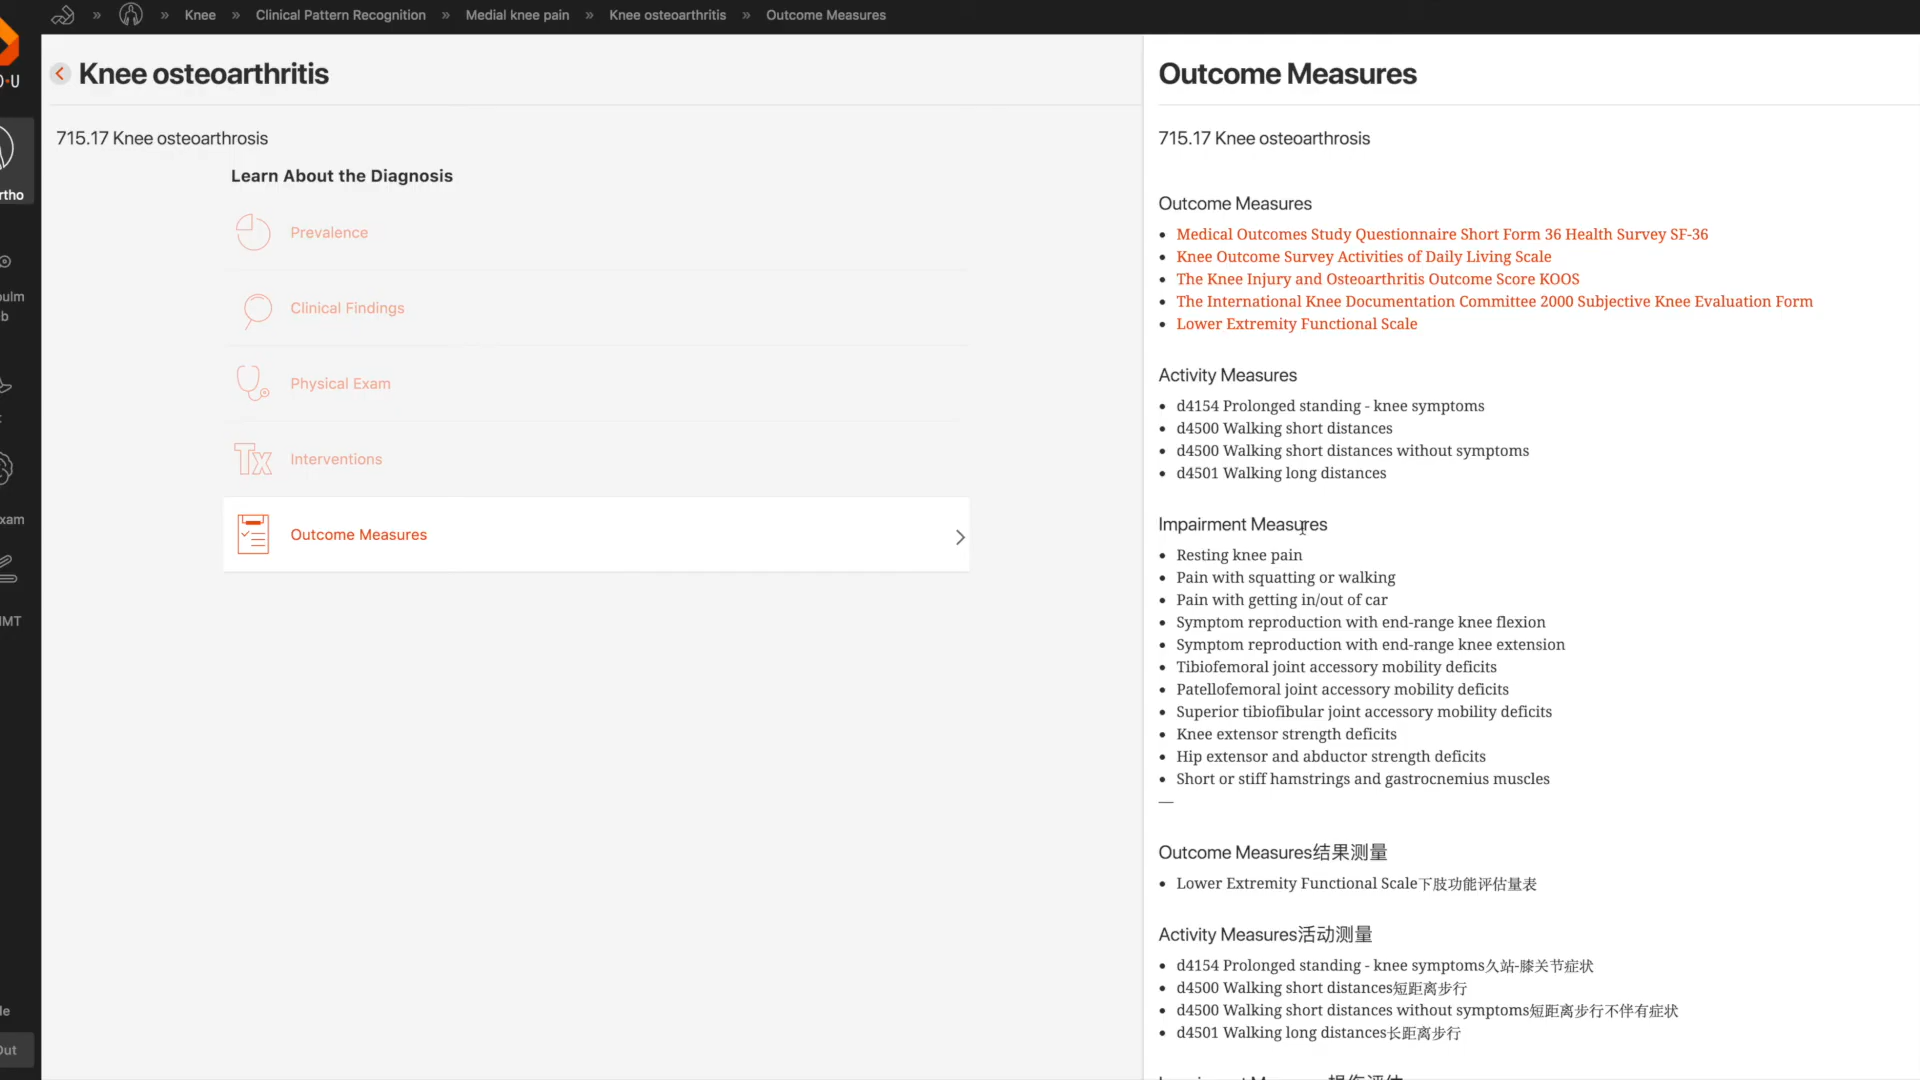 Knee » Clinical Pattern Recognition » Medial knee pain » Knee osteoarthritis » Outcome Measures
Knee osteoarthritis
715.17 Knee osteoarthrosis
Learn About the Diagnosis
Prevalence
Clinical Findings
Physical Exam
Tx Interventions
Outcome Measures
Outcome Measures
715.17 Knee osteoarthrosis
Outcome Measures
• Medical Outcomes Study Questionnaire Short Form 36 Health Survey SF-36
• Knee Outcome Survey Activities of Daily Living Scale
• The Knee Injury and Osteoarthritis Outcome Score KOOS
• The International Knee Documentation Committee 2000 Subjective Knee Evaluation Form
• Lower Extremity Functional Scale
Activity Measures
• d4154 Prolonged standing - knee symptoms
• d4500 Walking short distances
• d4500 Walking short distances without symptoms
• d4501 Walking long distances
Impairment Measures
• Resting knee pain
• Pain with squatting or walking
• Pain with getting in/out of car
• Symptom reproduction with end-range knee flexion
• Symptom reproduction with end-range knee extension
• Tibiofemoral joint accessory mobility deficits
• Patellofemoral joint accessory mobility deficits
• Superior tibiofibular joint accessory mobility deficits
• Knee extensor strength deficits
• Hip extensor and abductor strength deficits
• Short or stiff hamstrings and gastrocnemius muscles
—
Outcome Measures结果测量
• Lower Extremity Functional Scale下肢功能评估量表
Activity Measures活动测量
• d4154 Prolonged standing - knee symptoms久站-膝关节症状
• d4500 Walking short distances短距离步行
• d4500 Walking short distances without symptoms短距离步行不伴有症状
• d4501 Walking long distances长距离步行